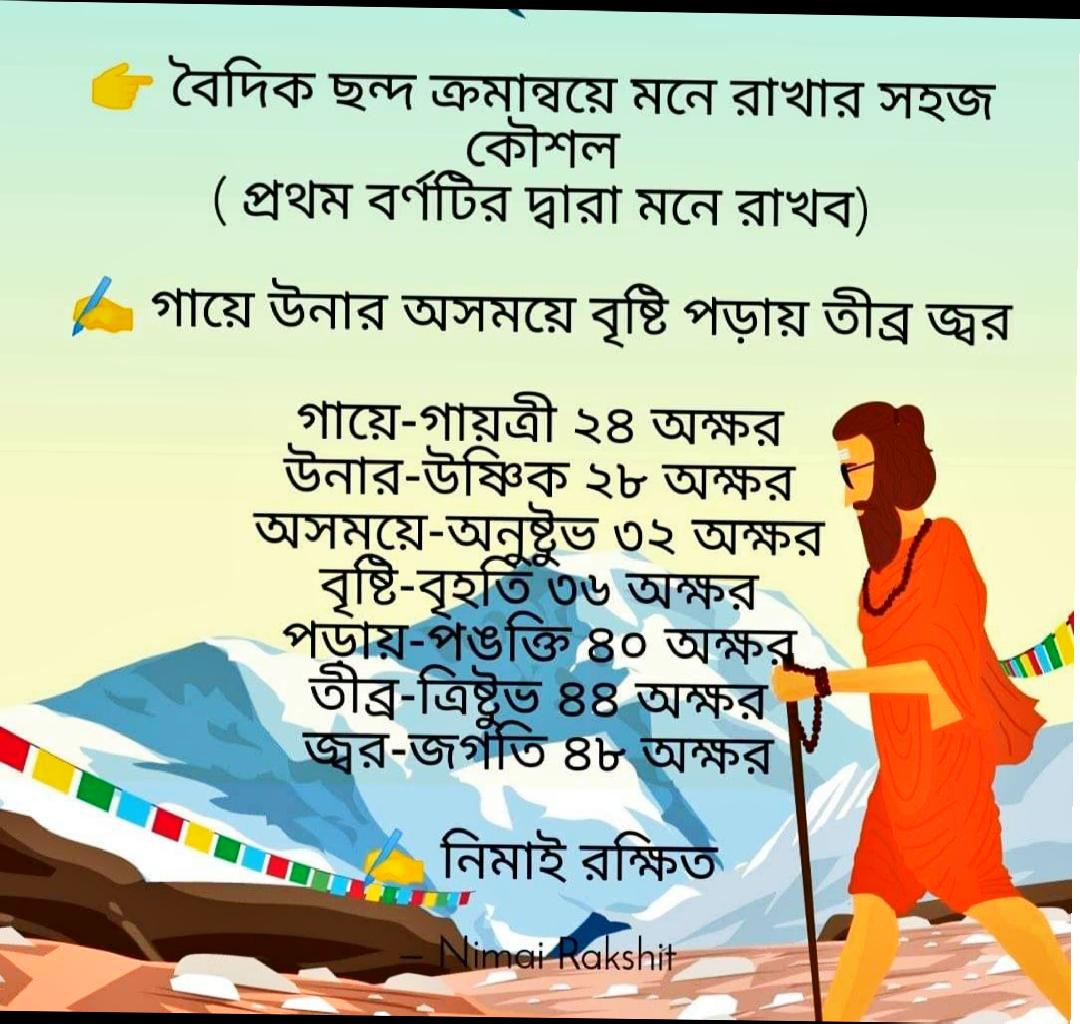 👉 বৈদিক ছন্দ ক্রমান্বয়ে মনে রাখার সহজ
কৌশল
( প্রথম বর্ণটির দ্বারা মনে রাখব)
✍ গায়ে উনার অসময়ে বৃষ্টি পড়ায় তীব্র জ্বর
গায়ে-গায়ত্রী ২৪ অক্ষর
উনার-উষ্ণিক ২৮ অক্ষর
অসময়ে-অনুষ্টুভ ৩২ অক্ষর
বৃষ্টি-বৃহতি ৩৬ অক্ষর
পড়ায়-পঙক্তি ৪০ অক্ষর
তীব্র-ত্রিষ্টুভ ৪৪ অক্ষর
জ্বর-জগতি ৪৮ অক্ষর
✍ নিমাই রক্ষিত
– Nimai Rakshit